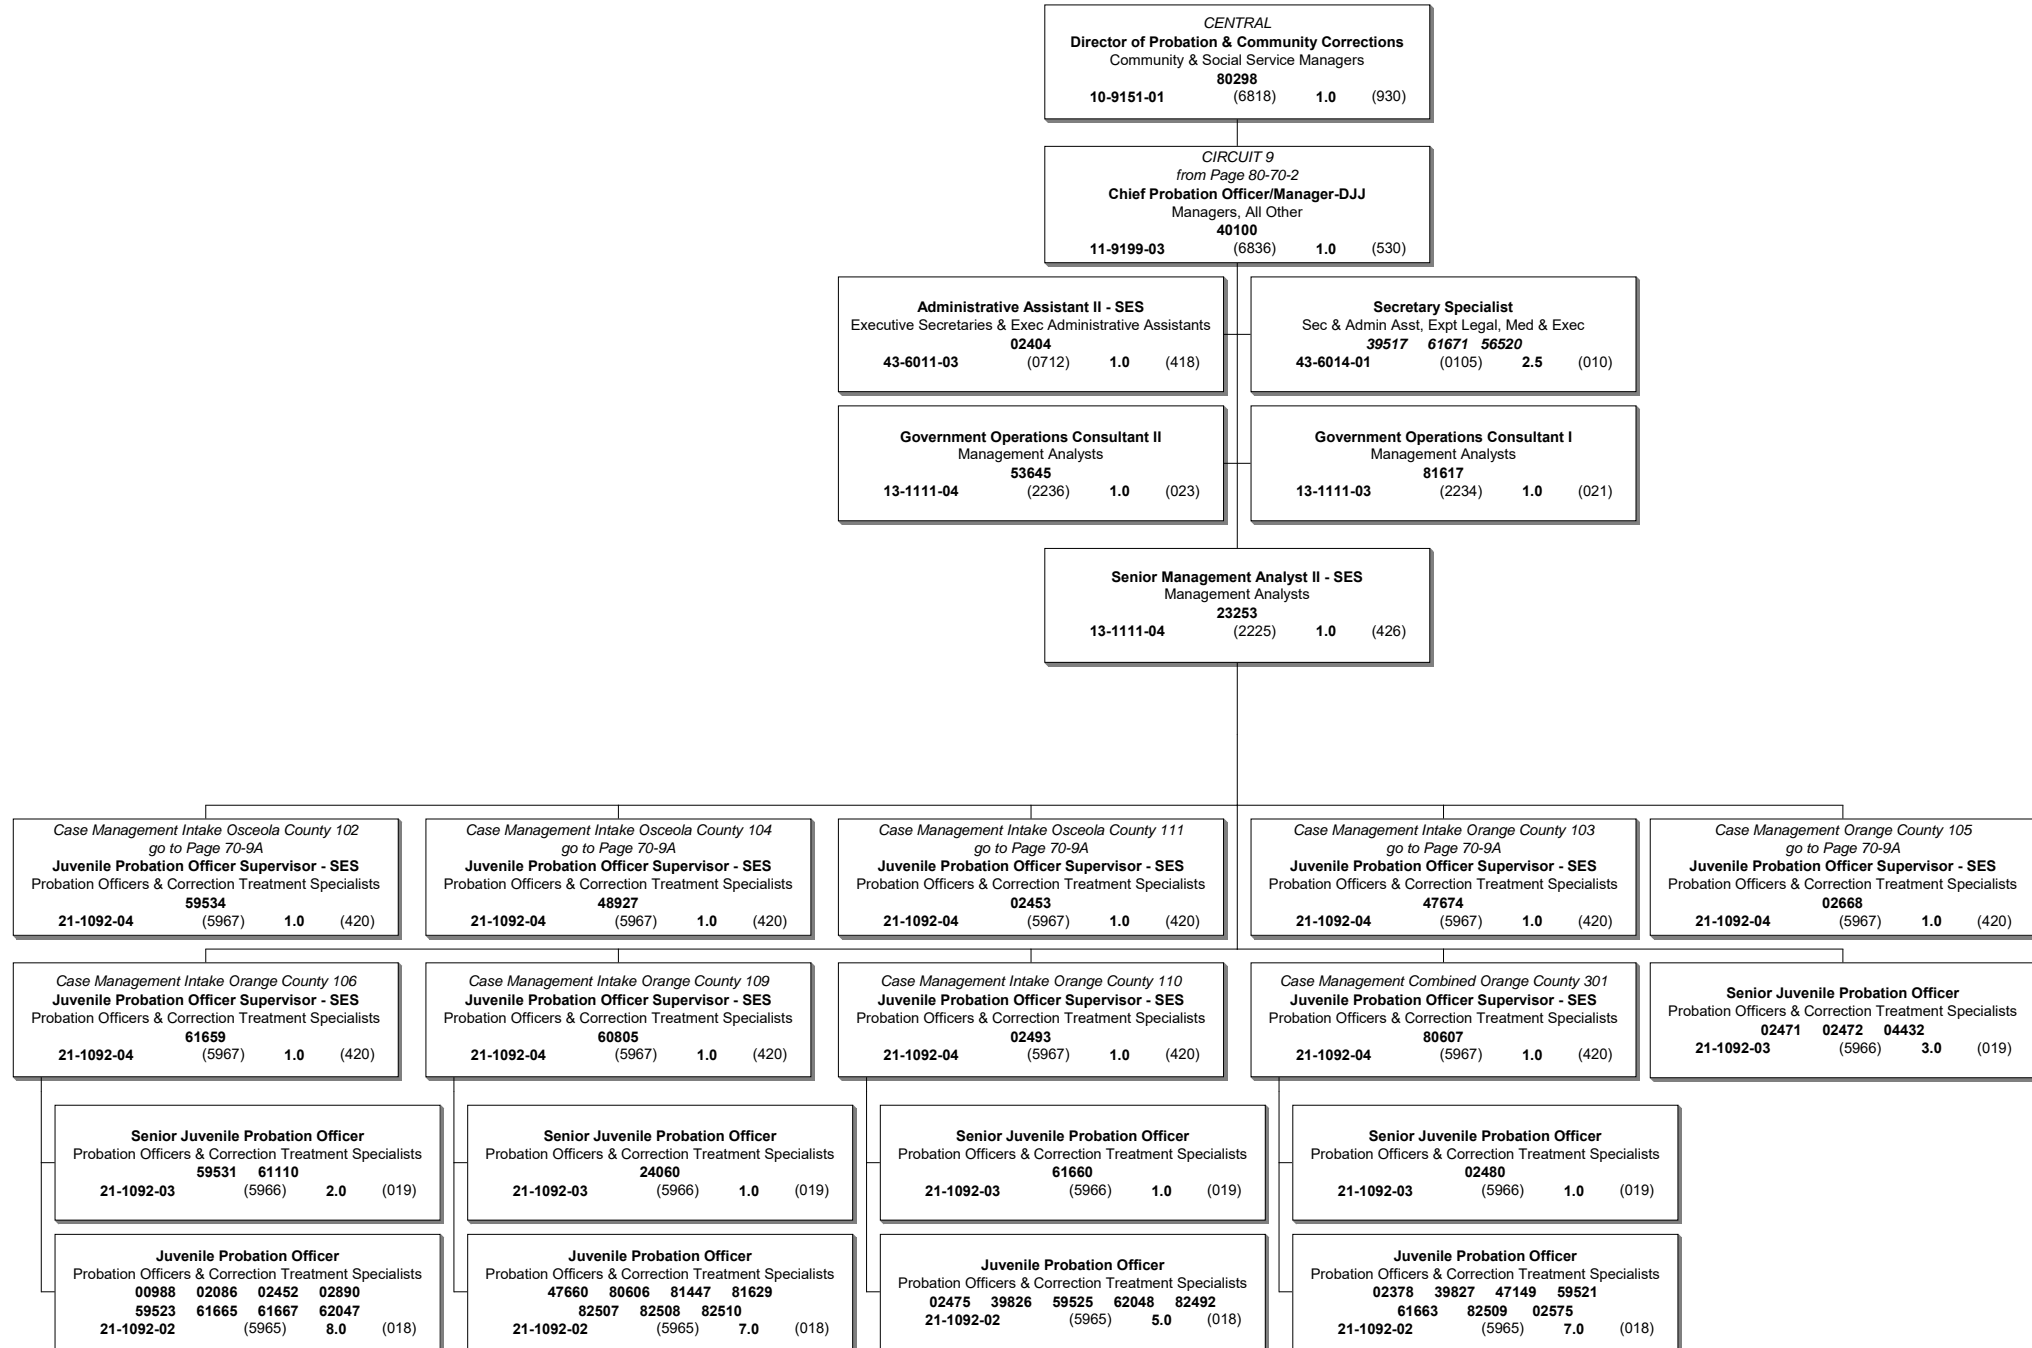 CENTRAL
Director of Probation & Community Corrections
Community & Social Service Managers
80298
10-9151-01 (6818) 1.0 (930)
CIRCUIT 9
from Page 80-70-2
Chief Probation Officer/Manager-DJJ
Managers, All Other
40100
11-9199-03 (6836) 1.0 (530)
Administrative Assistant II - SES
Executive Secretaries & Exec Administrative Assistants
02404
43-6011-03 (0712) 1.0 (418)
Secretary Specialist
Sec & Admin Asst, Expt Legal, Med & Exec
39517 61671 56520
43-6014-01 (0105) 2.5 (010)
Government Operations Consultant II
Management Analysts
53645
13-1111-04 (2236) 1.0 (023)
Government Operations Consultant I
Management Analysts
81617
13-1111-03 (2234) 1.0 (021)
Senior Management Analyst II - SES
Management Analysts
23253
13-1111-04 (2225) 1.0 (426)
Case Management Intake Osceola County 102
go to Page 70-9A
Juvenile Probation Officer Supervisor - SES
Probation Officers & Correction Treatment Specialists
59534
21-1092-04 (5967) 1.0 (420)
Case Management Intake Osceola County 104
go to Page 70-9A
Juvenile Probation Officer Supervisor - SES
Probation Officers & Correction Treatment Specialists
48927
21-1092-04 (5967) 1.0 (420)
Case Management Intake Osceola County 111
go to Page 70-9A
Juvenile Probation Officer Supervisor - SES
Probation Officers & Correction Treatment Specialists
02453
21-1092-04 (5967) 1.0 (420)
Case Management Intake Orange County 103
go to Page 70-9A
Juvenile Probation Officer Supervisor - SES
Probation Officers & Correction Treatment Specialists
47674
21-1092-04 (5967) 1.0 (420)
Case Management Orange County 105
go to Page 70-9A
Juvenile Probation Officer Supervisor - SES
Probation Officers & Correction Treatment Specialists
02668
21-1092-04 (5967) 1.0 (420)
Case Management Intake Orange County 106
Juvenile Probation Officer Supervisor - SES
Probation Officers & Correction Treatment Specialists
61659
21-1092-04 (5967) 1.0 (420)
Case Management Intake Orange County 109
Juvenile Probation Officer Supervisor - SES
Probation Officers & Correction Treatment Specialists
60805
21-1092-04 (5967) 1.0 (420)
Case Management Intake Orange County 110
Juvenile Probation Officer Supervisor - SES
Probation Officers & Correction Treatment Specialists
02493
21-1092-04 (5967) 1.0 (420)
Case Management Combined Orange County 301
Juvenile Probation Officer Supervisor - SES
Probation Officers & Correction Treatment Specialists
80607
21-1092-04 (5967) 1.0 (420)
Senior Juvenile Probation Officer
Probation Officers & Correction Treatment Specialists
02471 02472 04432
21-1092-03 (5966) 3.0 (019)
Senior Juvenile Probation Officer
Probation Officers & Correction Treatment Specialists
59531 61110
21-1092-03 (5966) 2.0 (019)
Senior Juvenile Probation Officer
Probation Officers & Correction Treatment Specialists
24060
21-1092-03 (5966) 1.0 (019)
Senior Juvenile Probation Officer
Probation Officers & Correction Treatment Specialists
61660
21-1092-03 (5966) 1.0 (019)
Senior Juvenile Probation Officer
Probation Officers & Correction Treatment Specialists
02480
21-1092-03 (5966) 1.0 (019)
Juvenile Probation Officer
Probation Officers & Correction Treatment Specialists
00988 02086 02452 02890
59523 61665 61667 62047
21-1092-02 (5965) 8.0 (018)
Juvenile Probation Officer
Probation Officers & Correction Treatment Specialists
47660 80606 81447 81629
82507 82508 82510
21-1092-02 (5965) 7.0 (018)
Juvenile Probation Officer
Probation Officers & Correction Treatment Specialists
02475 39826 59525 62048 82492
21-1092-02 (5965) 5.0 (018)
Juvenile Probation Officer
Probation Officers & Correction Treatment Specialists
02378 39827 47149 59521
61663 82509 02575
21-1092-02 (5965) 7.0 (018)